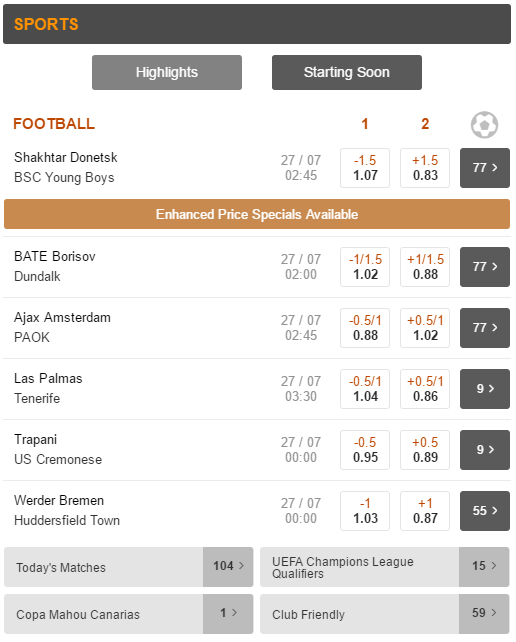 SPORTS
Highlights
Starting Soon
FOOTBALL 1 2
Shakhtar Donetsk 27 / 07 -1.5 +1.5
BSC Young Boys 02:45 1.07 0.83 77 >
Enhanced Price Specials Available
BATE Borisov 27 / 07 -1/1.5 +1/1.5
Dundalk 02:00 1.02 0.88 77 >
Ajax Amsterdam 27 / 07 -0.5/1 +0.5/1
PAOK 02:45 0.88 1.02 77 >
Las Palmas 27 / 07 -0.5/1 +0.5/1
Tenerife 03:30 1.04 0.86 9 >
Trapani 27 / 07 -0.5 +0.5
US Cremonese 00:00 0.95 0.89 9 >
Werder Bremen 27 / 07 -1 +1
Huddersfield Town 00:00 1.03 0.87 55 >
Today's Matches 104 >
UEFA Champions League
Qualifiers 15 >
Copa Mahou Canarias 1 >
Club Friendly 59 >